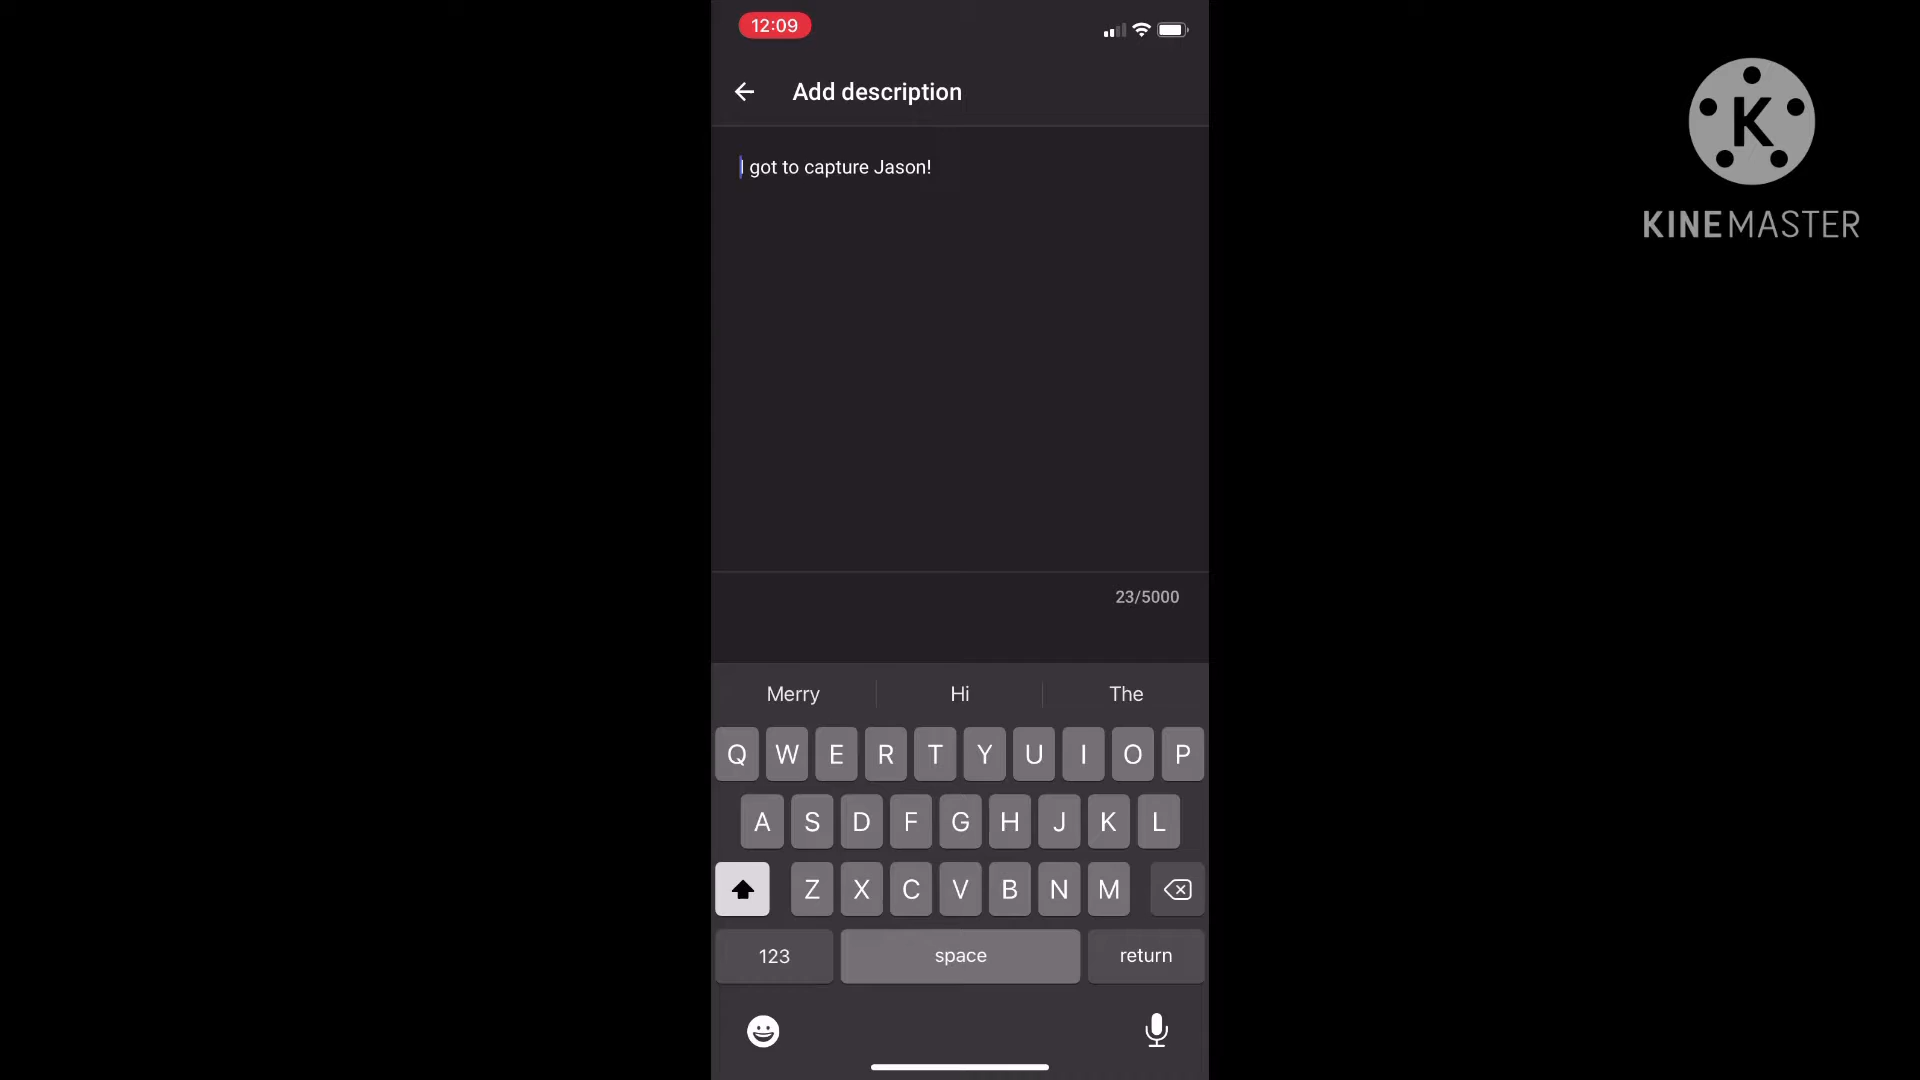 12:09
Add description
I got to capture Jason!
23/5000
Merry Hi The
Q W E R T Y U I O P
A S D F G H J K L
Z X C V B N M
123 space return
K
KINEMASTER